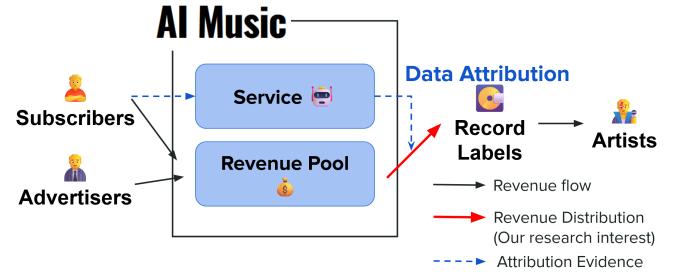 AI Music
Subscribers
Advertisers
Service
Revenue Pool
Data Attribution
Record
Labels
Artists
Revenue flow
Revenue Distribution
(Our research interest)
Attribution Evidence